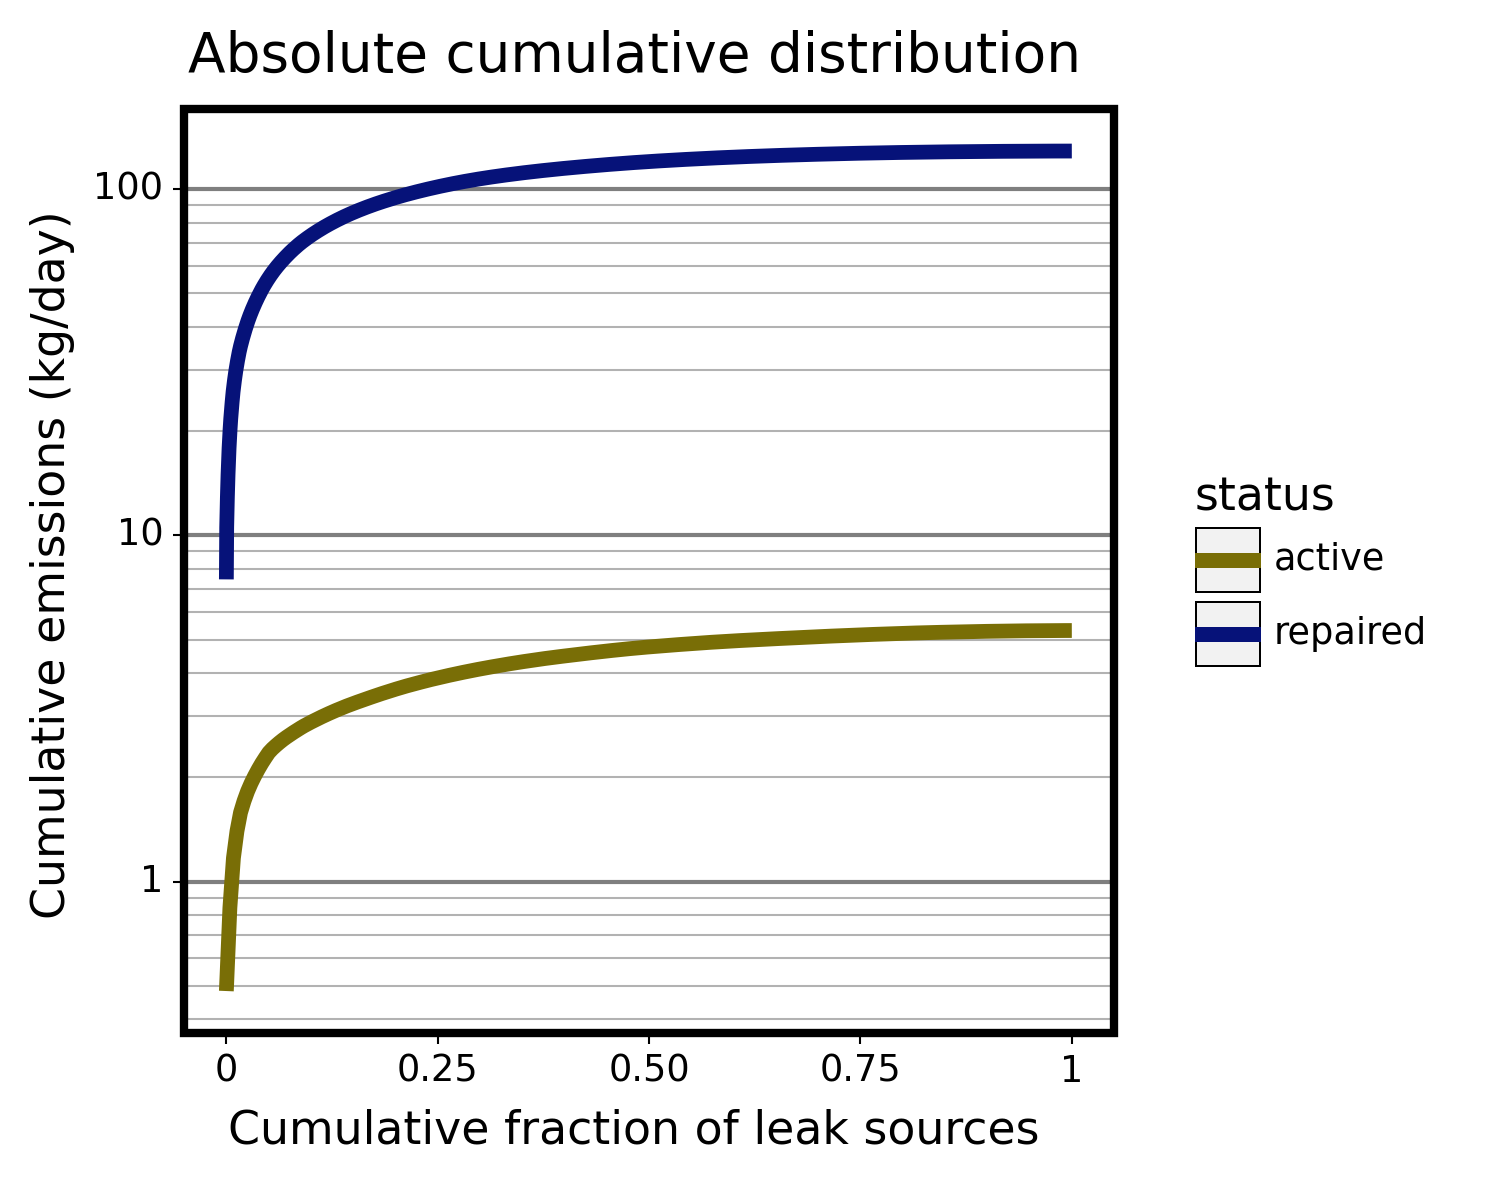 Absolute cumulative distribution
Cumulative emissions (kg/day)
100
10
1
0
0.25
0.50
0.75
1
Cumulative fraction of leak sources
status
active
repaired